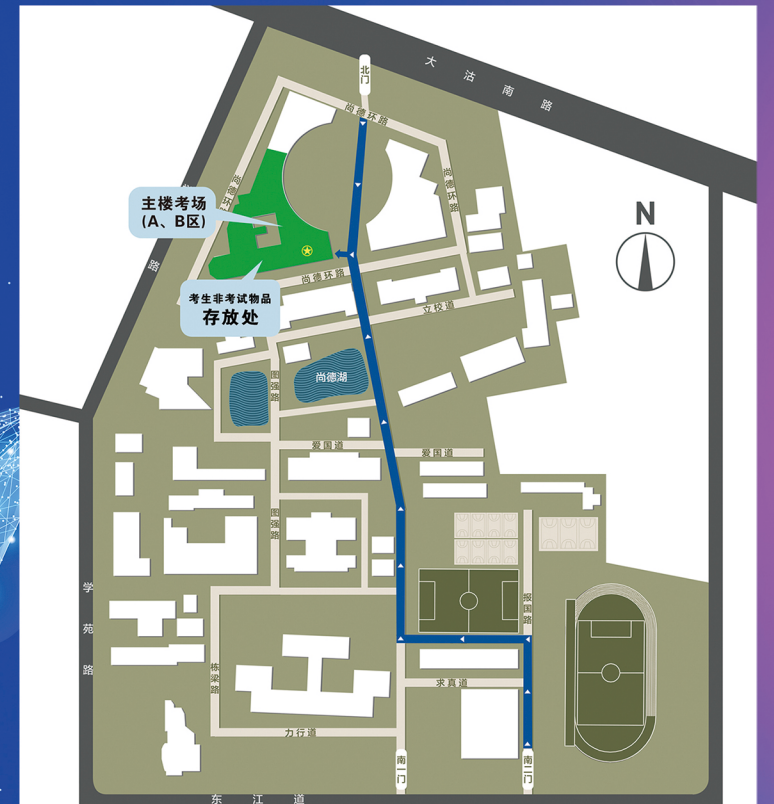 北门
大沽南路
尚德环路
尚德环路
尚德环路
主楼考场
(A、B区)
N
路
尚德环路
考生非考试物品
存放处
立校道
尚德湖
图强路
爱国道
爱国道
图强路
学苑路
报国路
栋梁路
求真道
力行道
南一门
南二门
东江道